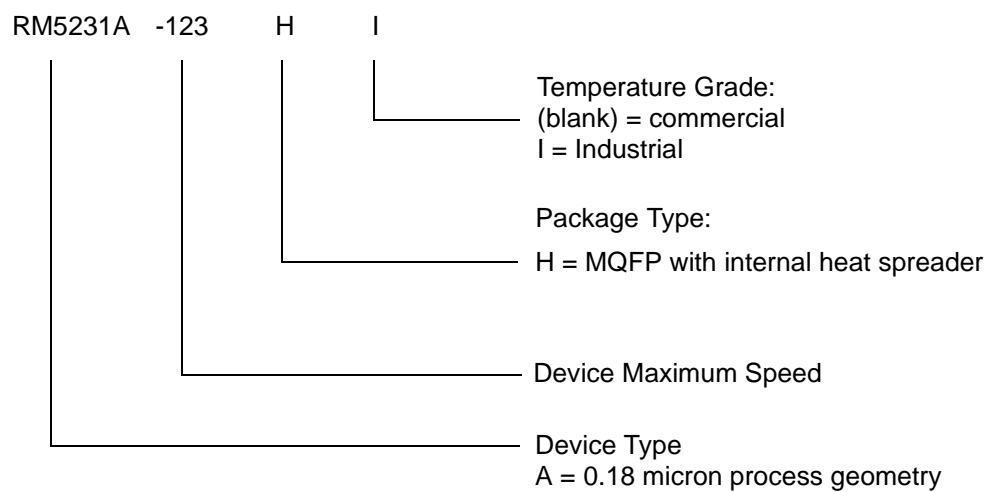 RM5231A -123 H I
Temperature Grade:
(blank) = commercial
I = Industrial
Package Type:
H = MQFP with internal heat spreader
Device Maximum Speed
Device Type
A = 0.18 micron process geometry